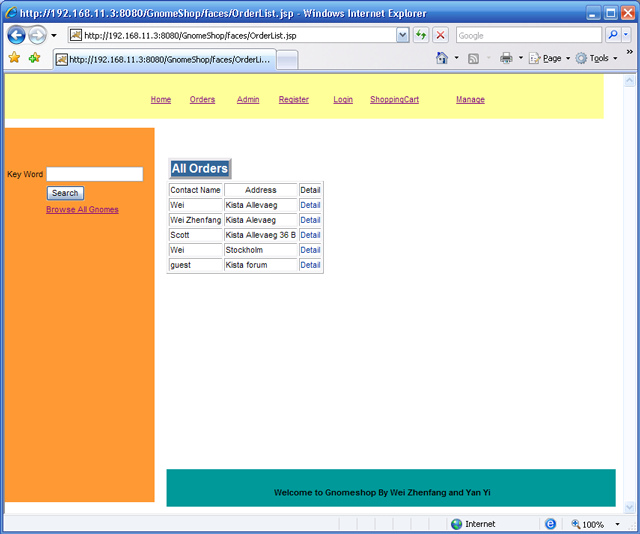 http://192.168.11.3:8080/GnomeShop/faces/OrderList.jsp - Windows Internet Explorer
http://192.168.11.3:8080/GnomeShop/faces/OrderList.jsp Google
http://192.168.11.3:8080/GnomeShop/faces/OrderLi... Page Tools
Home Orders Admin Register Login ShoppingCart Manage
All Orders
Key Word
Search
Browse All Gnomes
Contact Name Address Detail
Wei Kista Allevaeg Detail
Wei Zhenfang Kista Alevaeg Detail
Scott Kista Allevaeg 36 B Detail
Wei Stockholm Detail
guest Kista forum Detail
Welcome to Gnomeshop By Wei Zhenfang and Yan Yi
Internet 100%